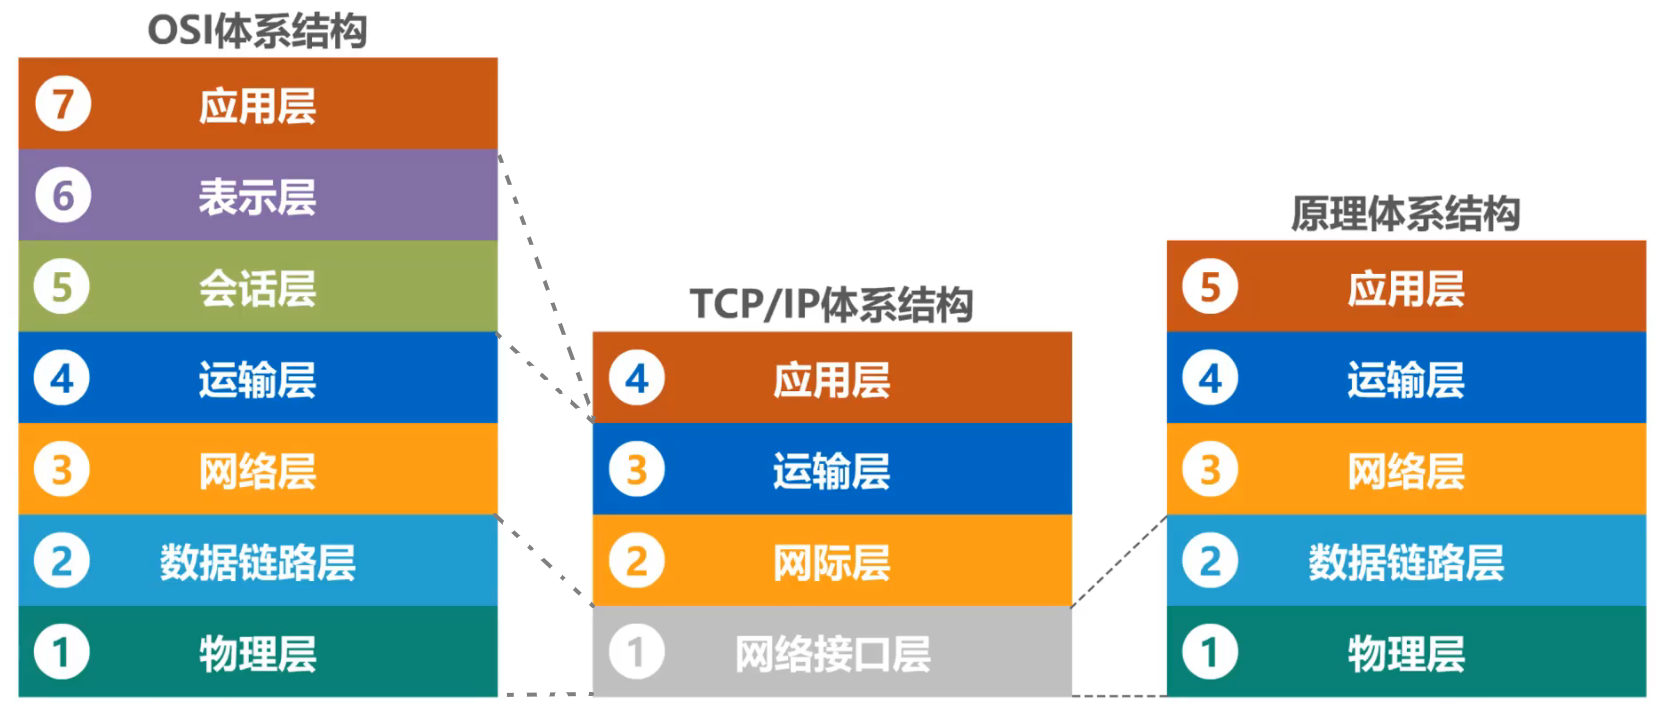 OSI体系结构
7 应用层
6 表示层
5 会话层
4 运输层
3 网络层
2 数据链路层
1 物理层
TCP/IP体系结构
4 应用层
3 运输层
2 网际层
1 网络接口层
原理体系结构
5 应用层
4 运输层
3 网络层
2 数据链路层
1 物理层